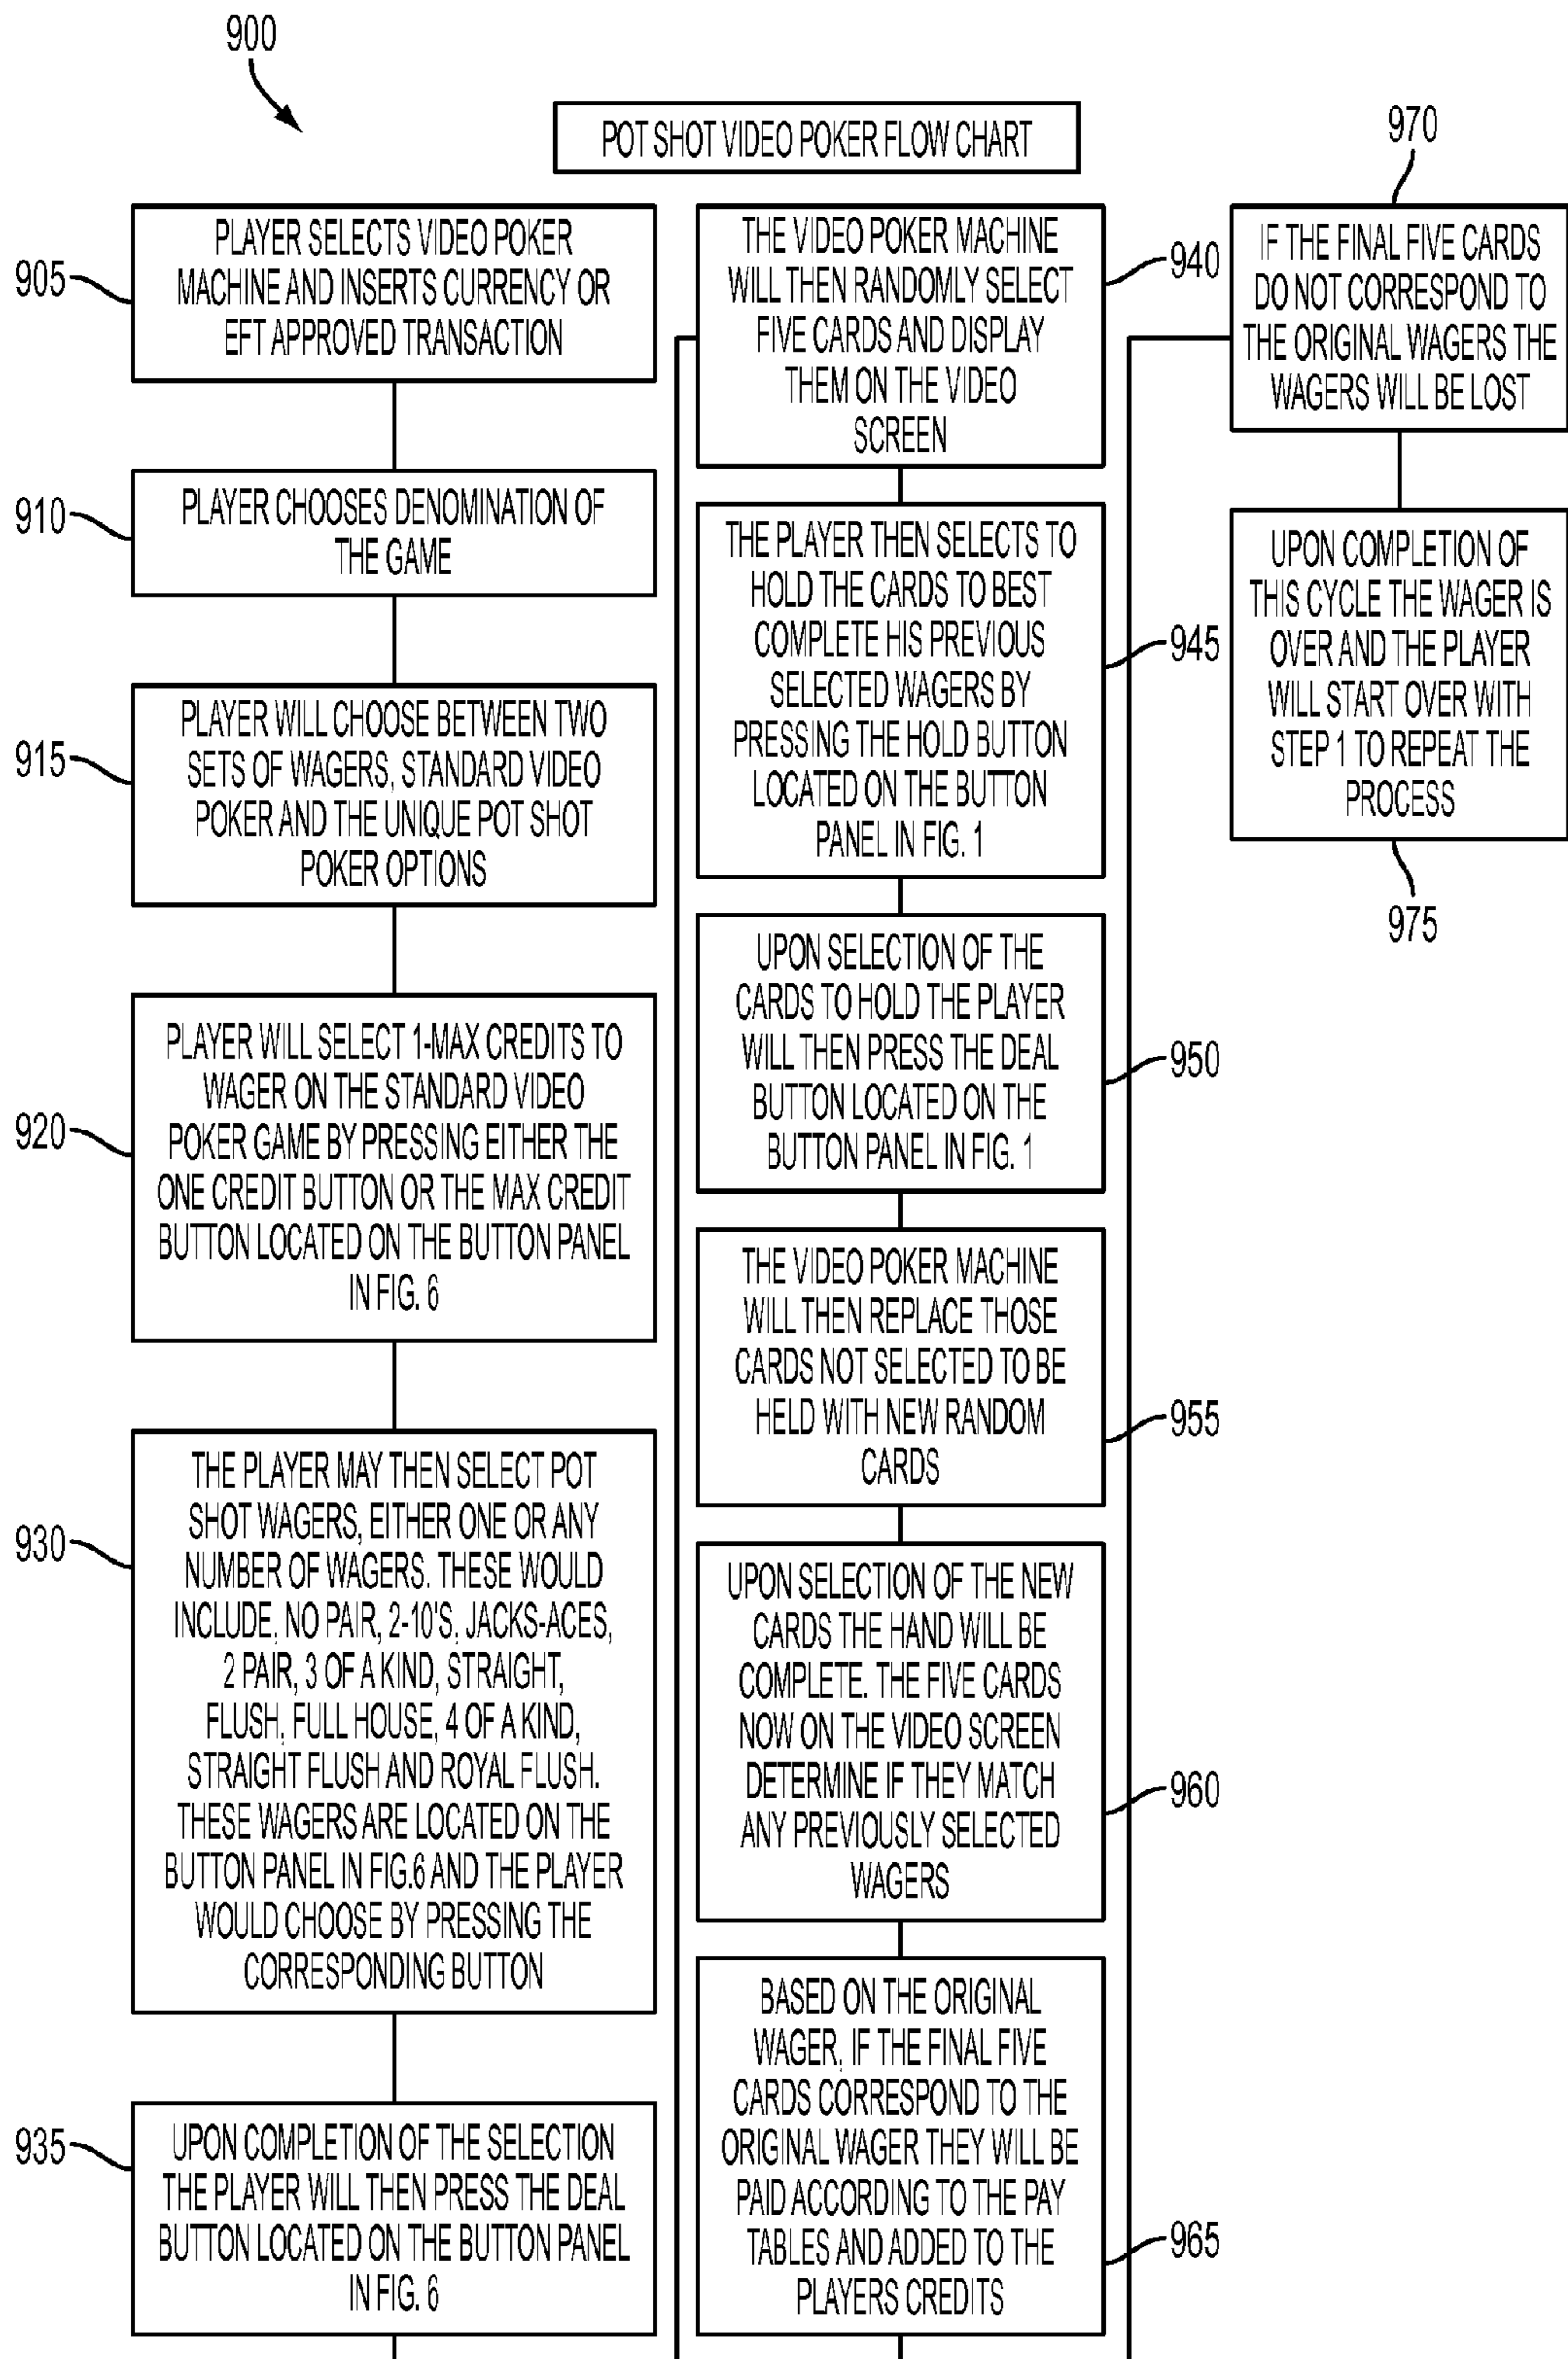 900
POT SHOT VIDEO POKER FLOW CHART
905
PLAYER SELECTS VIDEO POKER
MACHINE AND INSERTS CURRENCY OR
EFT APPROVED TRANSACTION
910
PLAYER CHOOSES DENOMINATION OF
THE GAME
915
PLAYER WILL CHOOSE BETWEEN TWO
SETS OF WAGERS, STANDARD VIDEO
POKER AND THE UNIQUE POT SHOT
POKER OPTIONS
920
PLAYER WILL SELECT 1-MAX CREDITS TO
WAGER ON THE STANDARD VIDEO
POKER GAME BY PRESSING EITHER THE
ONE CREDIT BUTTON OR THE MAX CREDIT
BUTTON LOCATED ON THE BUTTON PANEL
IN FIG. 6
930
THE PLAYER MAY THEN SELECT POT
SHOT WAGERS, EITHER ONE OR ANY
NUMBER OF WAGERS. THESE WOULD
INCLUDE, NO PAIR, 2-10'S, JACKS-ACES,
2 PAIR, 3 OF A KIND, STRAIGHT,
FLUSH, FULL HOUSE, 4 OF A KIND,
STRAIGHT FLUSH AND ROYAL FLUSH.
THESE WAGERS ARE LOCATED ON THE
BUTTON PANEL IN FIG.6 AND THE PLAYER
WOULD CHOOSE BY PRESSING THE
CORRESPONDING BUTTON
935
UPON COMPLETION OF THE SELECTION
THE PLAYER WILL THEN PRESS THE DEAL
BUTTON LOCATED ON THE BUTTON PANEL
IN FIG. 6
940
THE VIDEO POKER MACHINE
WILL THEN RANDOMLY SELECT
FIVE CARDS AND DISPLAY
THEM ON THE VIDEO
SCREEN
945
THE PLAYER THEN SELECTS TO
HOLD THE CARDS TO BEST
COMPLETE HIS PREVIOUS
SELECTED WAGERS BY
PRESSING THE HOLD BUTTON
LOCATED ON THE BUTTON
PANEL IN FIG. 1
950
UPON SELECTION OF THE
CARDS TO HOLD THE PLAYER
WILL THEN PRESS THE DEAL
BUTTON LOCATED ON THE
BUTTON PANEL IN FIG. 1
955
THE VIDEO POKER MACHINE
WILL THEN REPLACE THOSE
CARDS NOT SELECTED TO BE
HELD WITH NEW RANDOM
CARDS
960
UPON SELECTION OF THE NEW
CARDS THE HAND WILL BE
COMPLETE. THE FIVE CARDS
NOW ON THE VIDEO SCREEN
DETERMINE IF THEY MATCH
ANY PREVIOUSLY SELECTED
WAGERS
965
BASED ON THE ORIGINAL
WAGER, IF THE FINAL FIVE
CARDS CORRESPOND TO THE
ORIGINAL WAGER THEY WILL BE
PAID ACCORDING TO THE PAY
TABLES AND ADDED TO THE
PLAYERS CREDITS
970
IF THE FINAL FIVE CARDS
DO NOT CORRESPOND TO
THE ORIGINAL WAGERS THE
WAGERS WILL BE LOST
UPON COMPLETION OF
THIS CYCLE THE WAGER IS
OVER AND THE PLAYER
WILL START OVER WITH
STEP 1 TO REPEAT THE
PROCESS
975